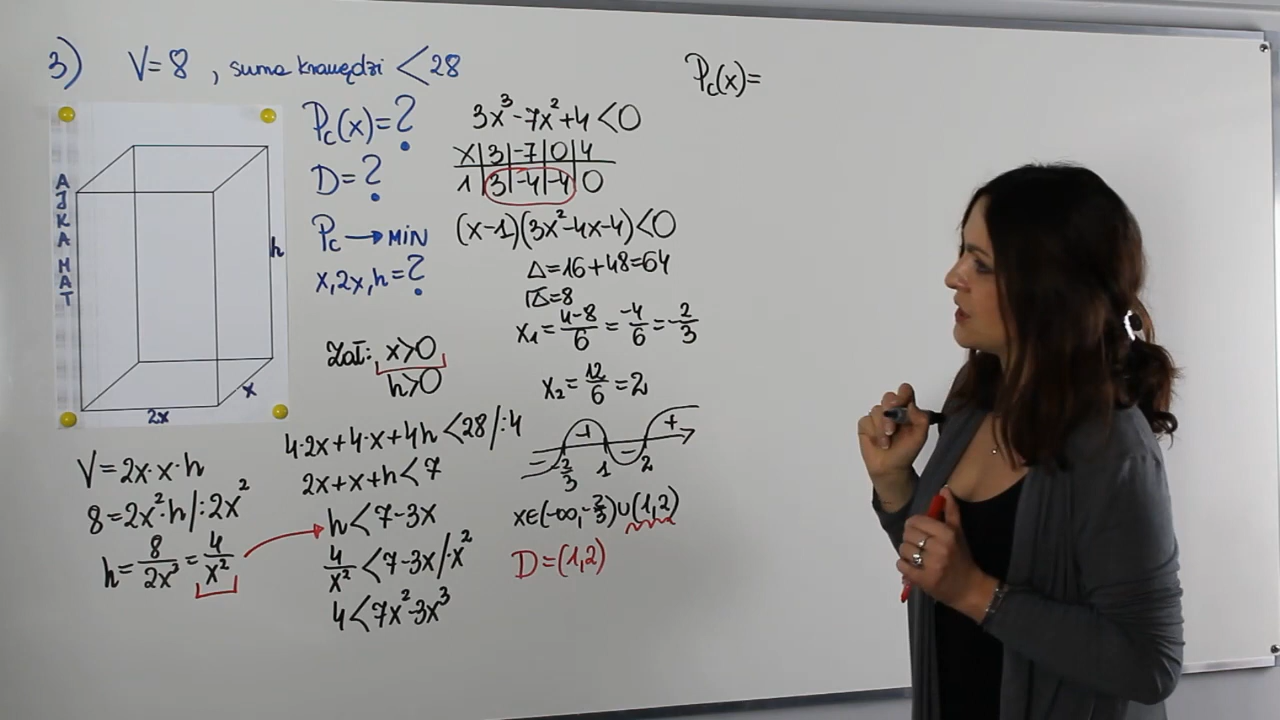 3) V=8, suma krawędzi <28
AJKA MAT
h
x
2x
Pc(x)=?
D=?
Pc → MIN
x, 2x, h=?
Zał: x>0
h>0
V=2x·x·h
8=2x²·h/:2x²
h=8/2x³=4/x²
4·2x+4·x+4h<28/:4
2x+x+h<7
h<7-3x
4/x²<7-3x/·x²
4<7x²-3x³
3x³-7x²+4<0
x|3|-7|0|4
1|3|-4|-4|0
(x-1)(3x²-4x-4)<0
Δ=16+48=64
√Δ=8
x₁=4-8/6=-4/6=-2/3
x₂=12/6=2
- + - +
-2/3 1 2
x∈(-∞,-2/3)∪(1,2)
D=(1,2)
Pc(x)=